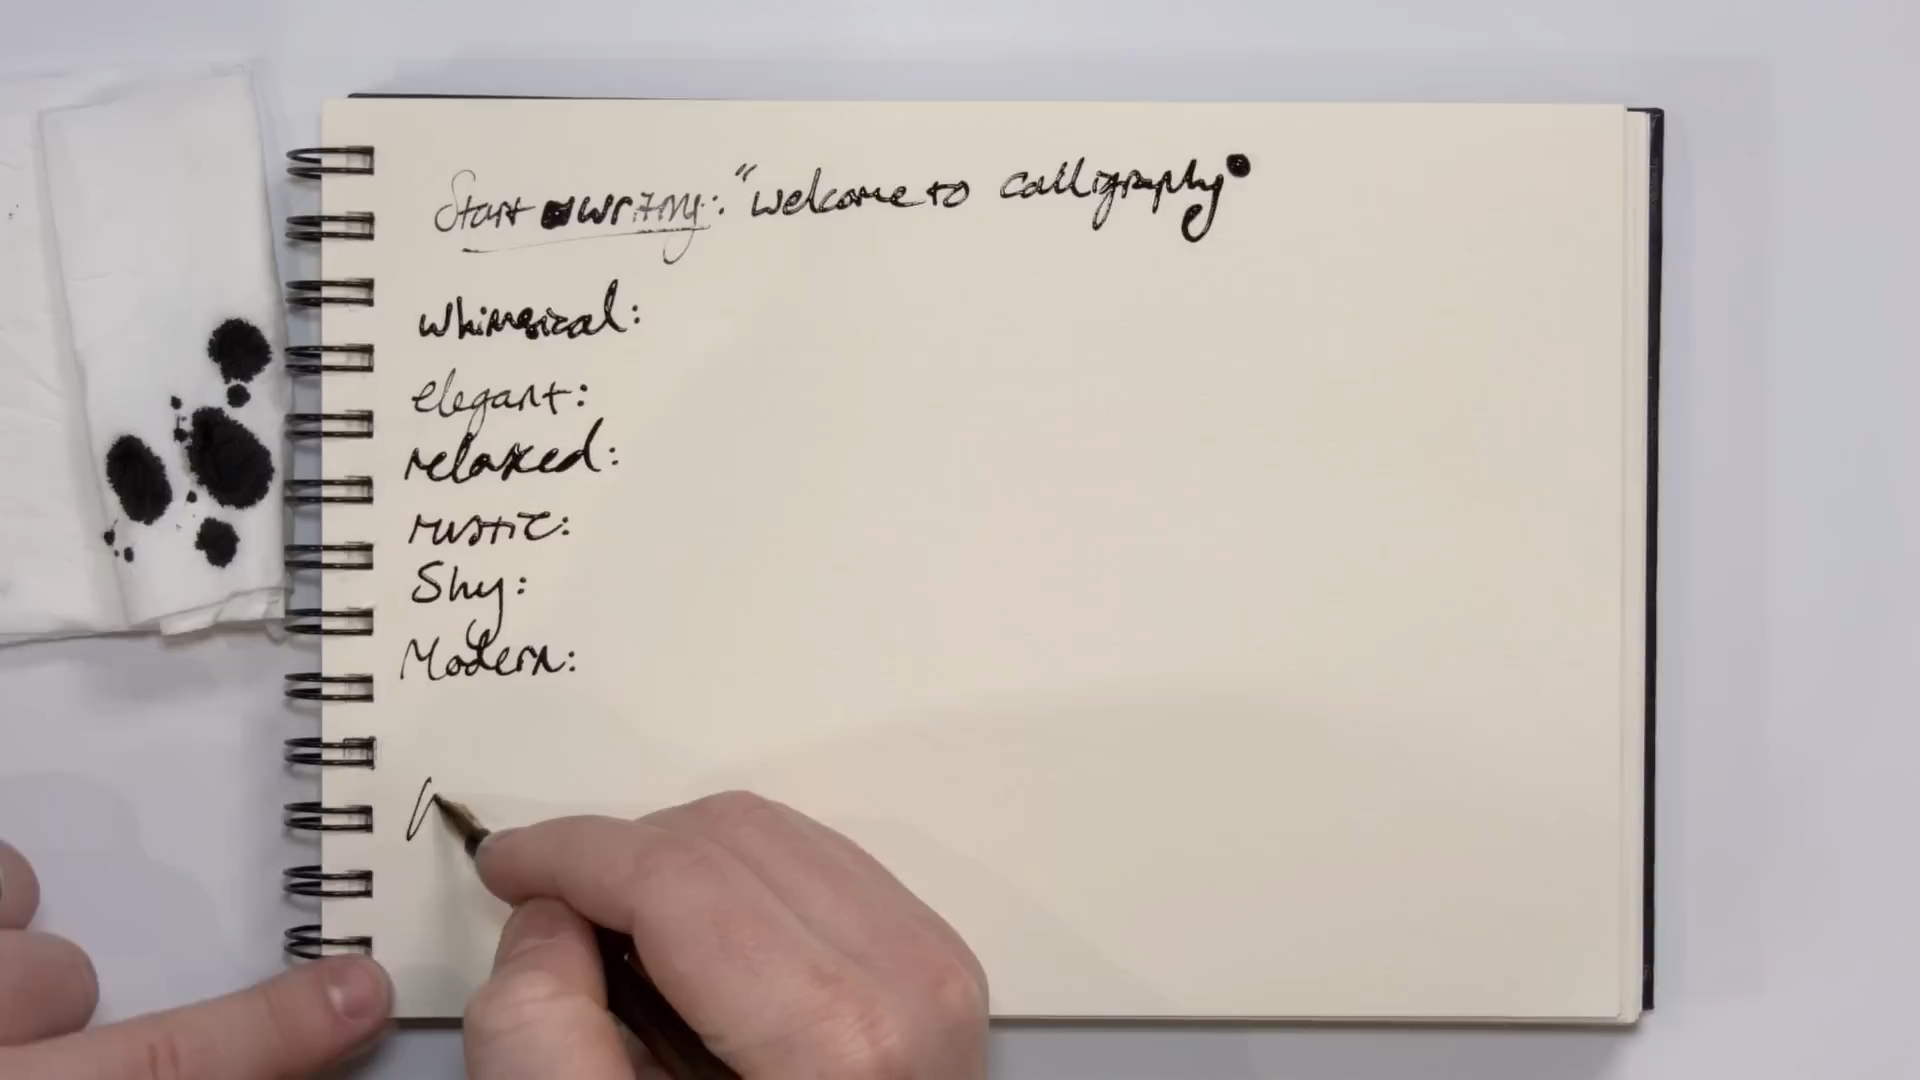 Start writing: "welcome to calligraphy"
whimsical:
elegant:
relaxed:
rustic:
Shy:
Modern: